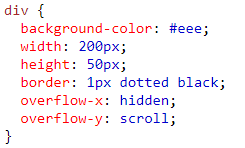 div {
  background-color: #eee;
  width: 200px;
  height: 50px;
  border: 1px dotted black;
  overflow-x: hidden;
  overflow-y: scroll;
}